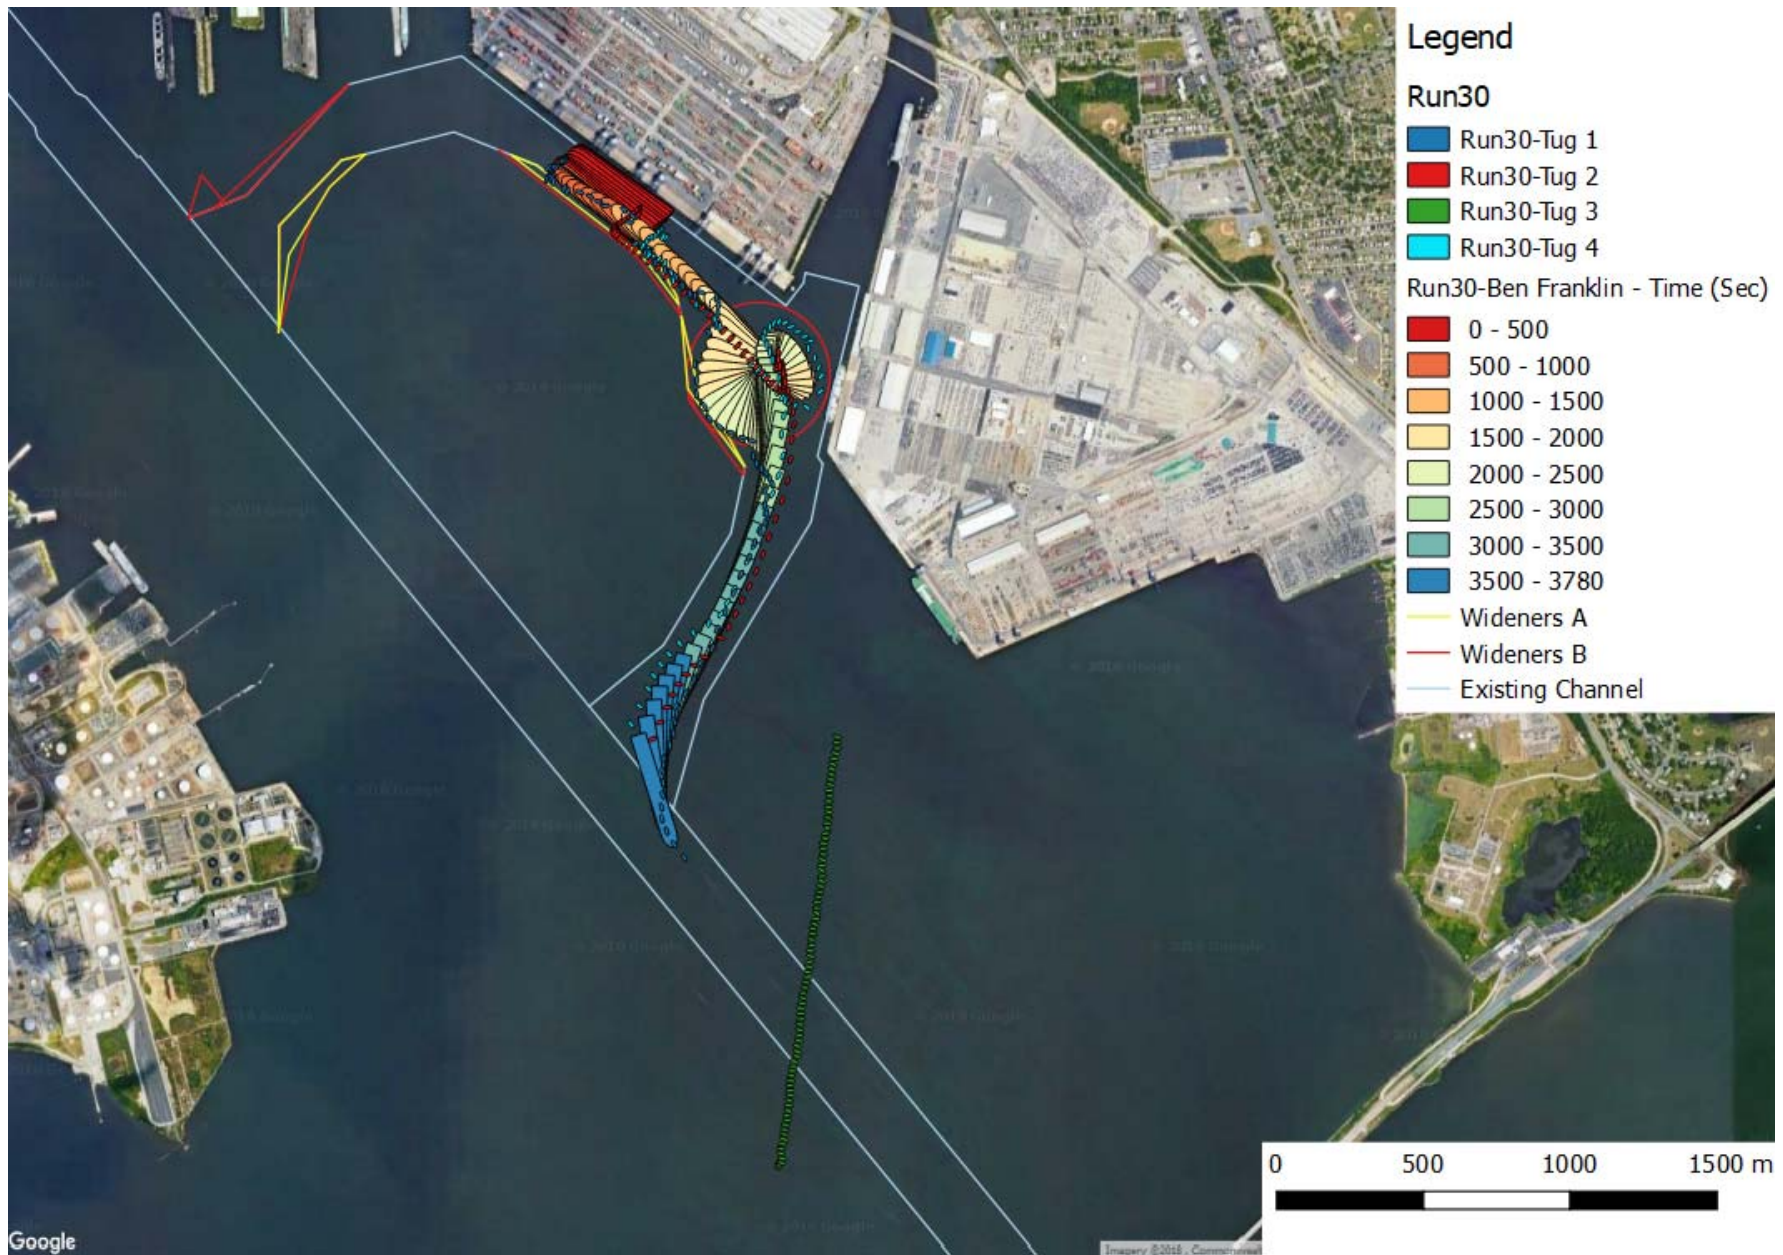 Legend
Run30
Run30-Tug 1
Run30-Tug 2
Run30-Tug 3
Run30-Tug 4
Run30-Ben Franklin - Time (Sec)
0 - 500
500 - 1000
1000 - 1500
1500 - 2000
2000 - 2500
2500 - 3000
3000 - 3500
3500 - 3780
Wideners A
Wideners B
Existing Channel
0 500 1000 1500 m
Google
Imagery ©2018 ,